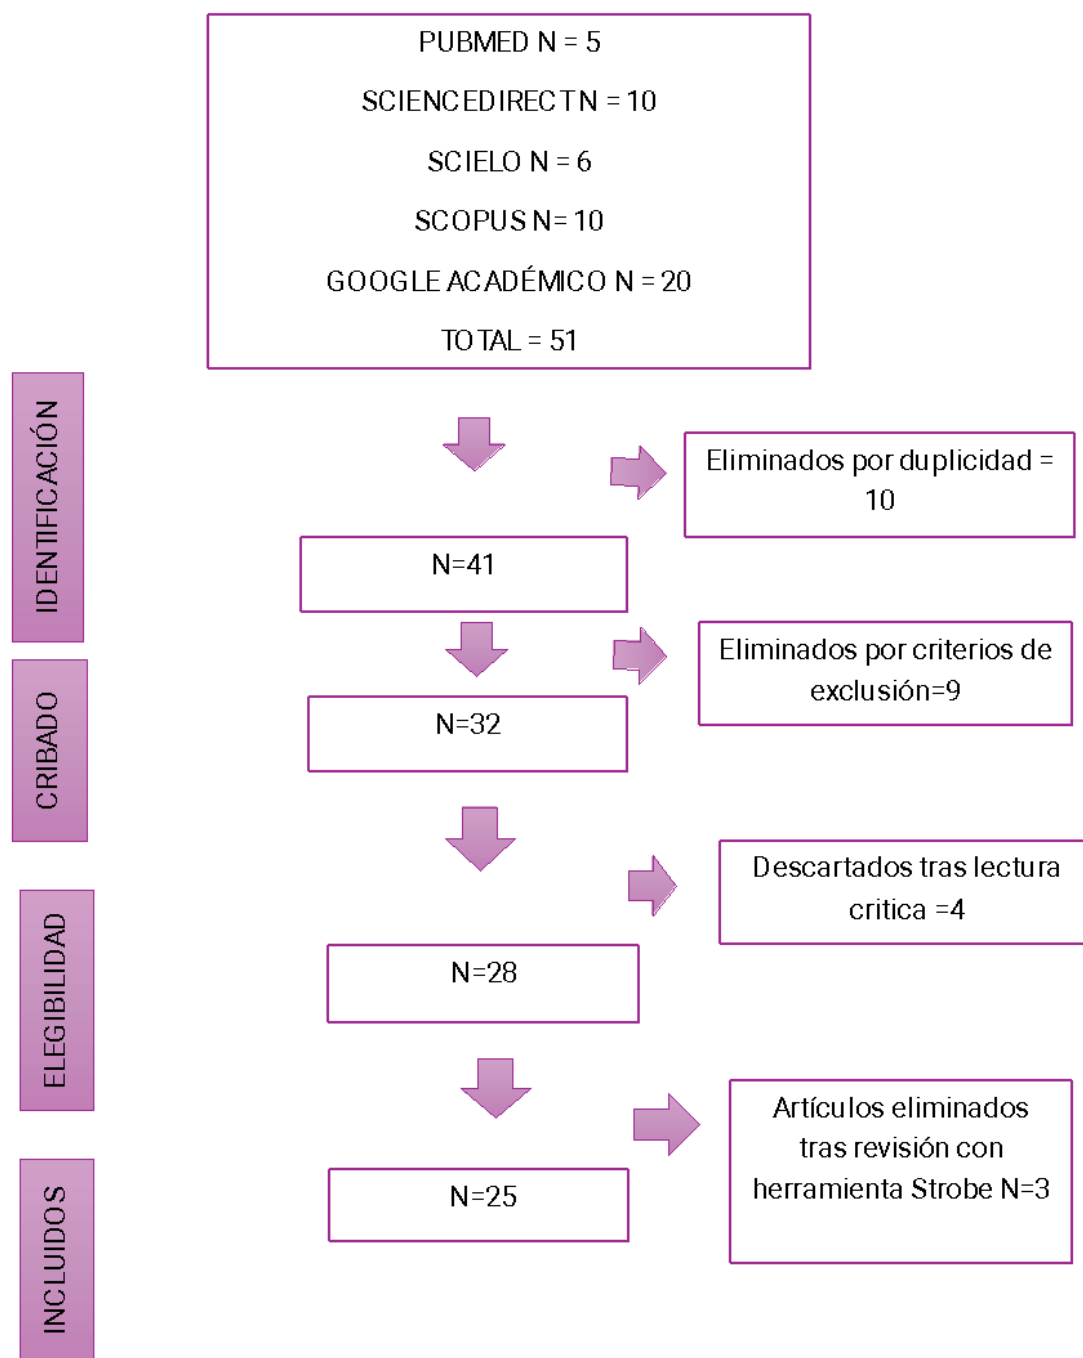 PUBMED N = 5
SCIENCEDIRECT N = 10
SCIELO N = 6
SCOPUS N= 10
GOOGLE ACADÉMICO N = 20
TOTAL = 51
IDENTIFICACIÓN
Eliminados por duplicidad =
10
N=41
Eliminados por criterios de
exclusión=9
CRIBADO
N=32
Descartados tras lectura
critica =4
ELEGIBILIDAD
N=28
Artículos eliminados
tras revisión con
herramienta Strobe N=3
INCLUIDOS
N=25